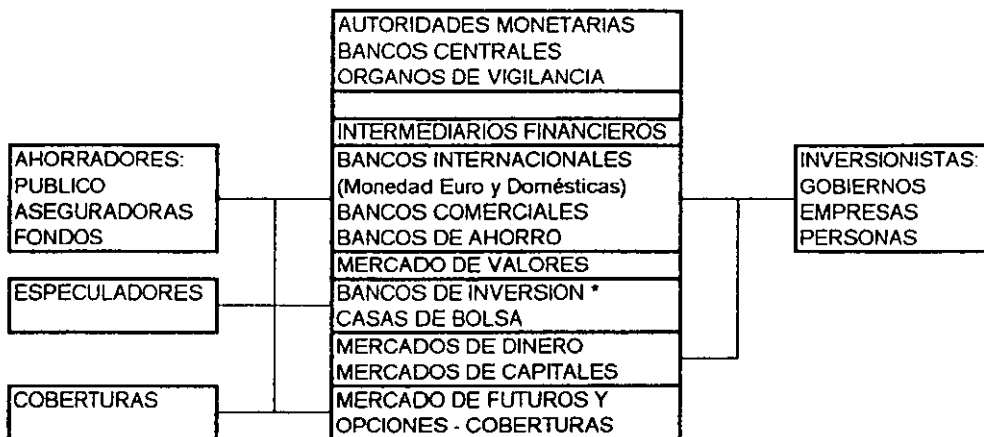 AUTORIDADES MONETARIAS
BANCOS CENTRALES
ORGANOS DE VIGILANCIA
INTERMEDIARIOS FINANCIEROS
AHORRADORES:
PUBLICO
ASEGURADORAS
FONDOS
BANCOS INTERNACIONALES
(Monedad Euro y Domésticas)
BANCOS COMERCIALES
BANCOS DE AHORRO
INVERSIONISTAS:
GOBIERNOS
EMPRESAS
PERSONAS
MERCADO DE VALORES
ESPECULADORES
BANCOS DE INVERSION *
CASAS DE BOLSA
MERCADOS DE DINERO
MERCADOS DE CAPITALES
COBERTURAS
MERCADO DE FUTUROS Y
OPCIONES - COBERTURAS